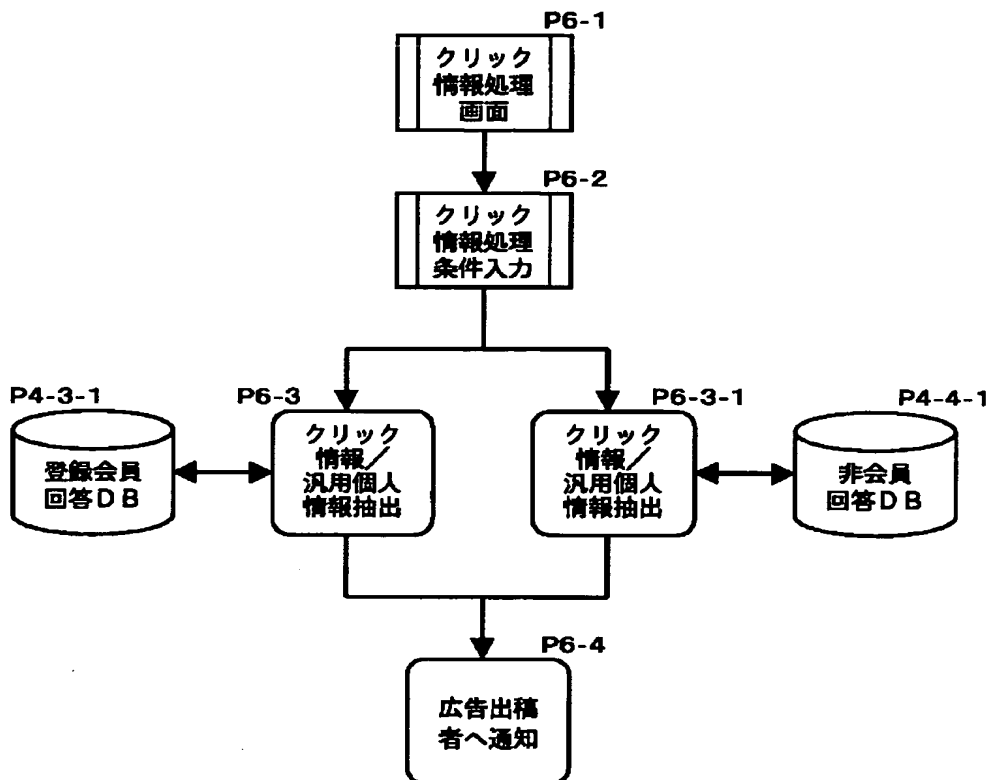 P6-1
クリック
情報処理
画面
P6-2
クリック
情報処理
条件入力
P4-3-1
登録会員
回答DB
P6-3
クリック
情報／
汎用個人
情報抽出
P6-3-1
クリック
情報／
汎用個人
情報抽出
P4-4-1
非会員
回答DB
P6-4
広告出稿
者へ通知